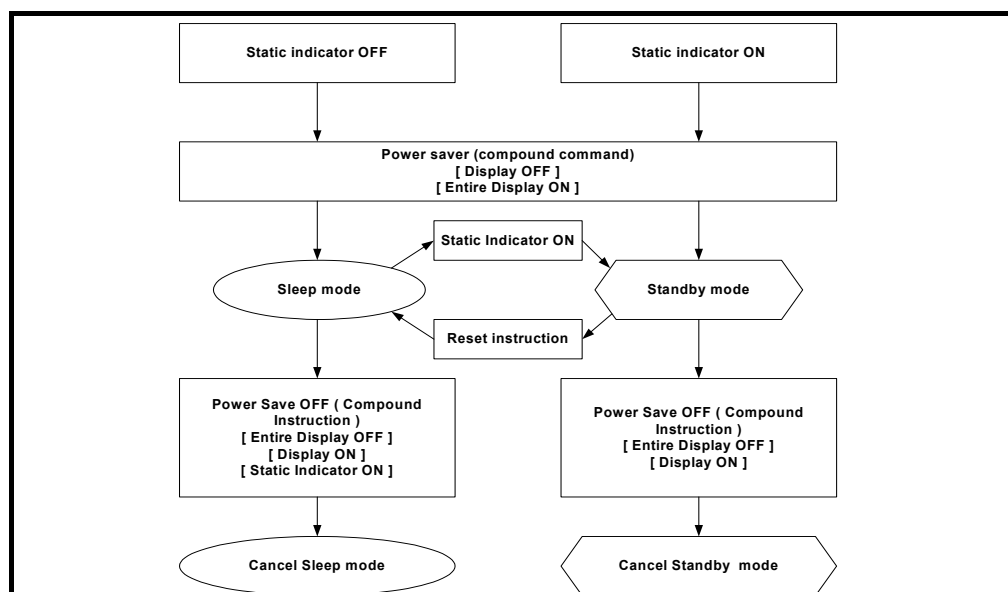 Static indicator OFF
Static indicator ON
Power saver (compound command)
[ Display OFF ]
[ Entire Display ON ]
Static Indicator ON
Sleep mode
Standby mode
Reset instruction
Power Save OFF ( Compound
Instruction )
[ Entire Display OFF ]
[ Display ON ]
[ Static Indicator ON ]
Power Save OFF ( Compound
Instruction )
[ Entire Display OFF ]
[ Display ON ]
Cancel Sleep mode
Cancel Standby  mode